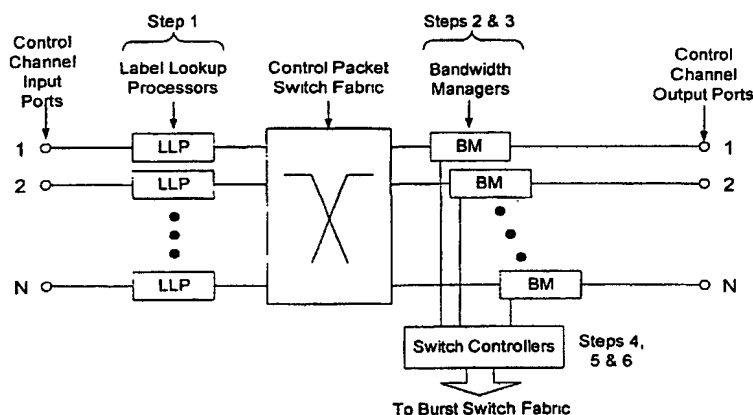 Step 1
Steps 2 & 3
Control
Channel
Input
Ports
Label Lookup
Processors
Control Packet
Switch Fabric
Bandwidth
Managers
Control
Channel
Output Ports
1
LLP
BM
1
2
LLP
BM
2
N
LLP
BM
N
Switch Controllers
Steps 4,
5 & 6
To Burst Switch Fabric